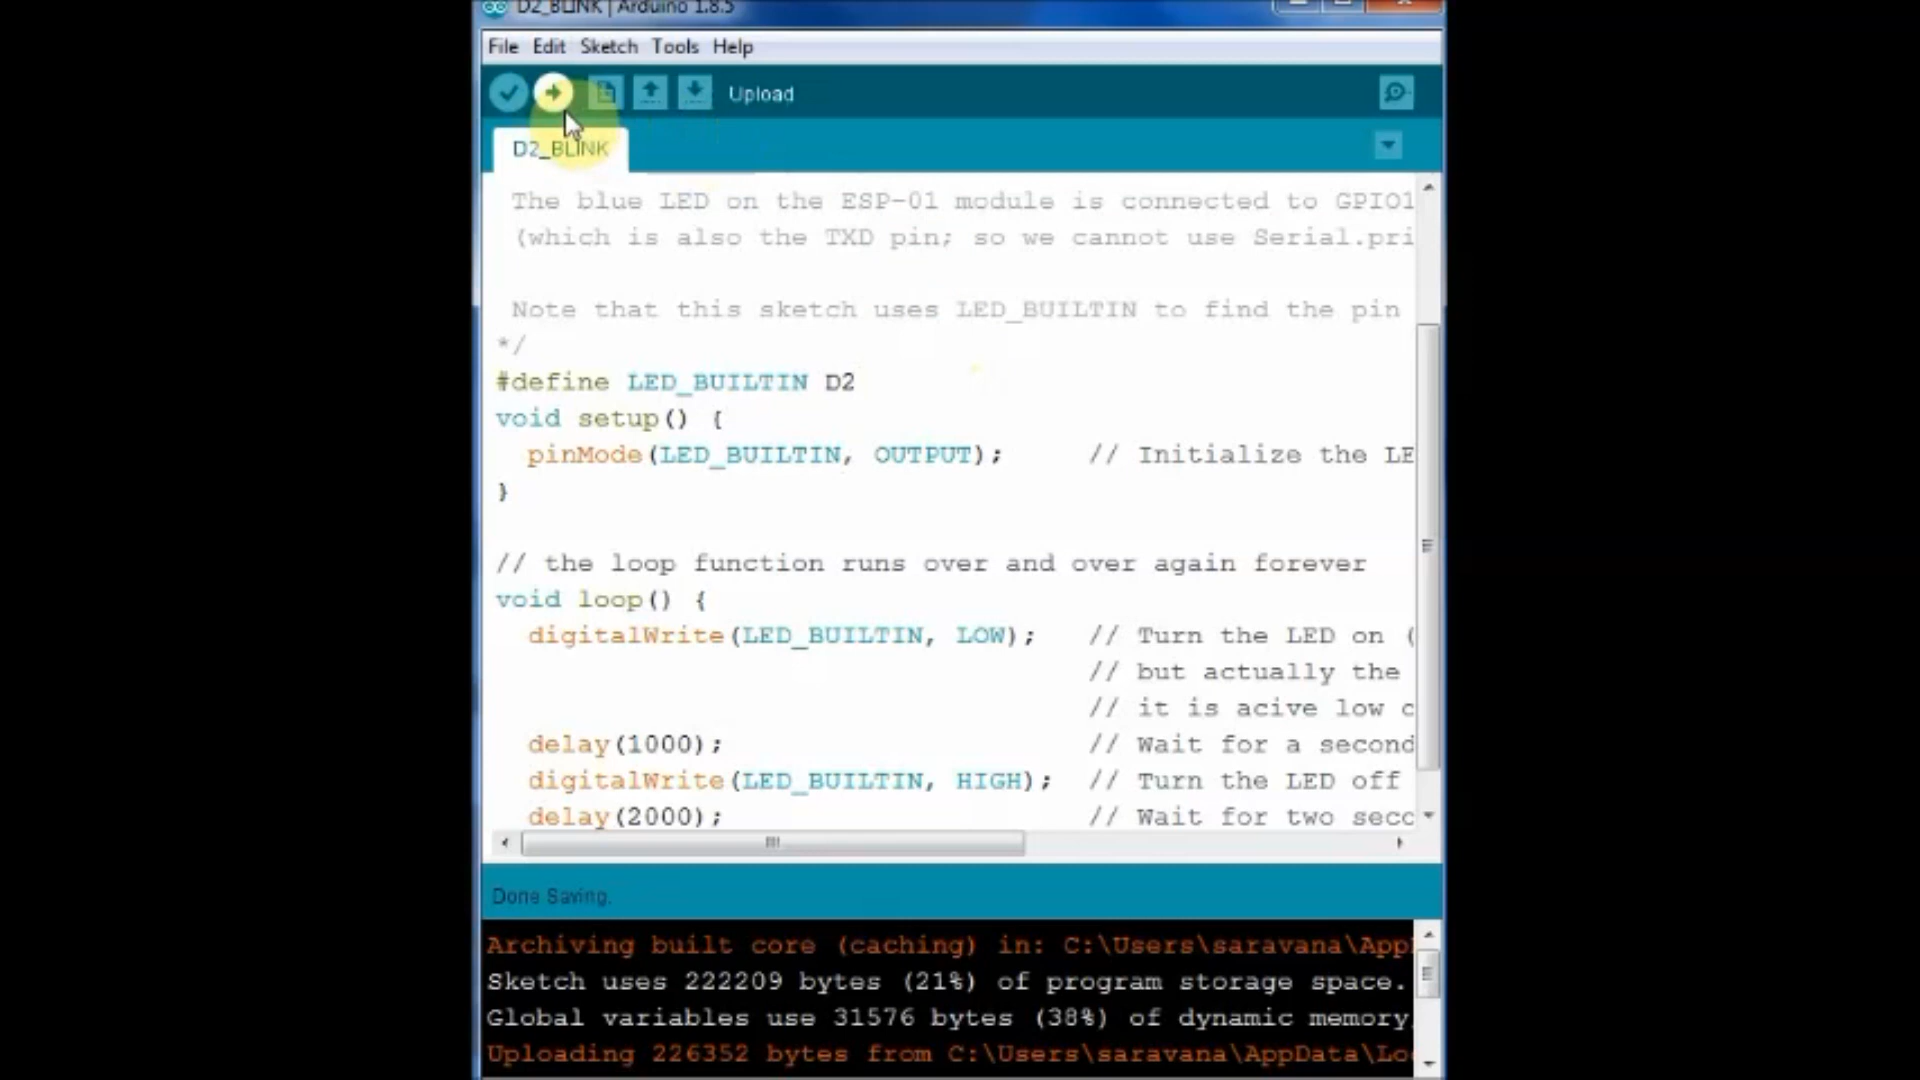 D2_BLINK | Arduino 1.8.5
File Edit Sketch Tools Help
Upload
D2_BLINK
The blue LED on the ESP-01 module is connected to GPIO1
(which is also the TXD pin; so we cannot use Serial.pri
Note that this sketch uses LED_BUILTIN to find the pin
*/
#define LED_BUILTIN D2
void setup() {
pinMode(LED_BUILTIN, OUTPUT); // Initialize the LE
}
// the loop function runs over and over again forever
void loop() {
digitalWrite(LED_BUILTIN, LOW); // Turn the LED on (
// but actually the
// it is acive low c
delay(1000); // Wait for a second
digitalWrite(LED_BUILTIN, HIGH); // Turn the LED off
delay(2000); // Wait for two seco
Done Saving.
Archiving built core (caching) in: C:\Users\saravana\App
Sketch uses 222209 bytes (21%) of program storage space.
Global variables use 31576 bytes (38%) of dynamic memory,
Uploading 226352 bytes from C:\Users\saravana\AppData\Lo